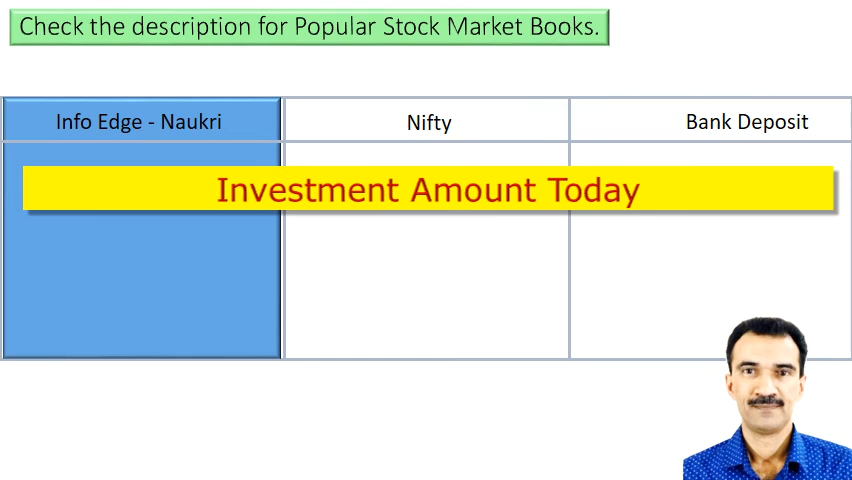 Check the description for Popular Stock Market Books.
Info Edge - Naukri
Nifty
Bank Deposit
Investment Amount Today